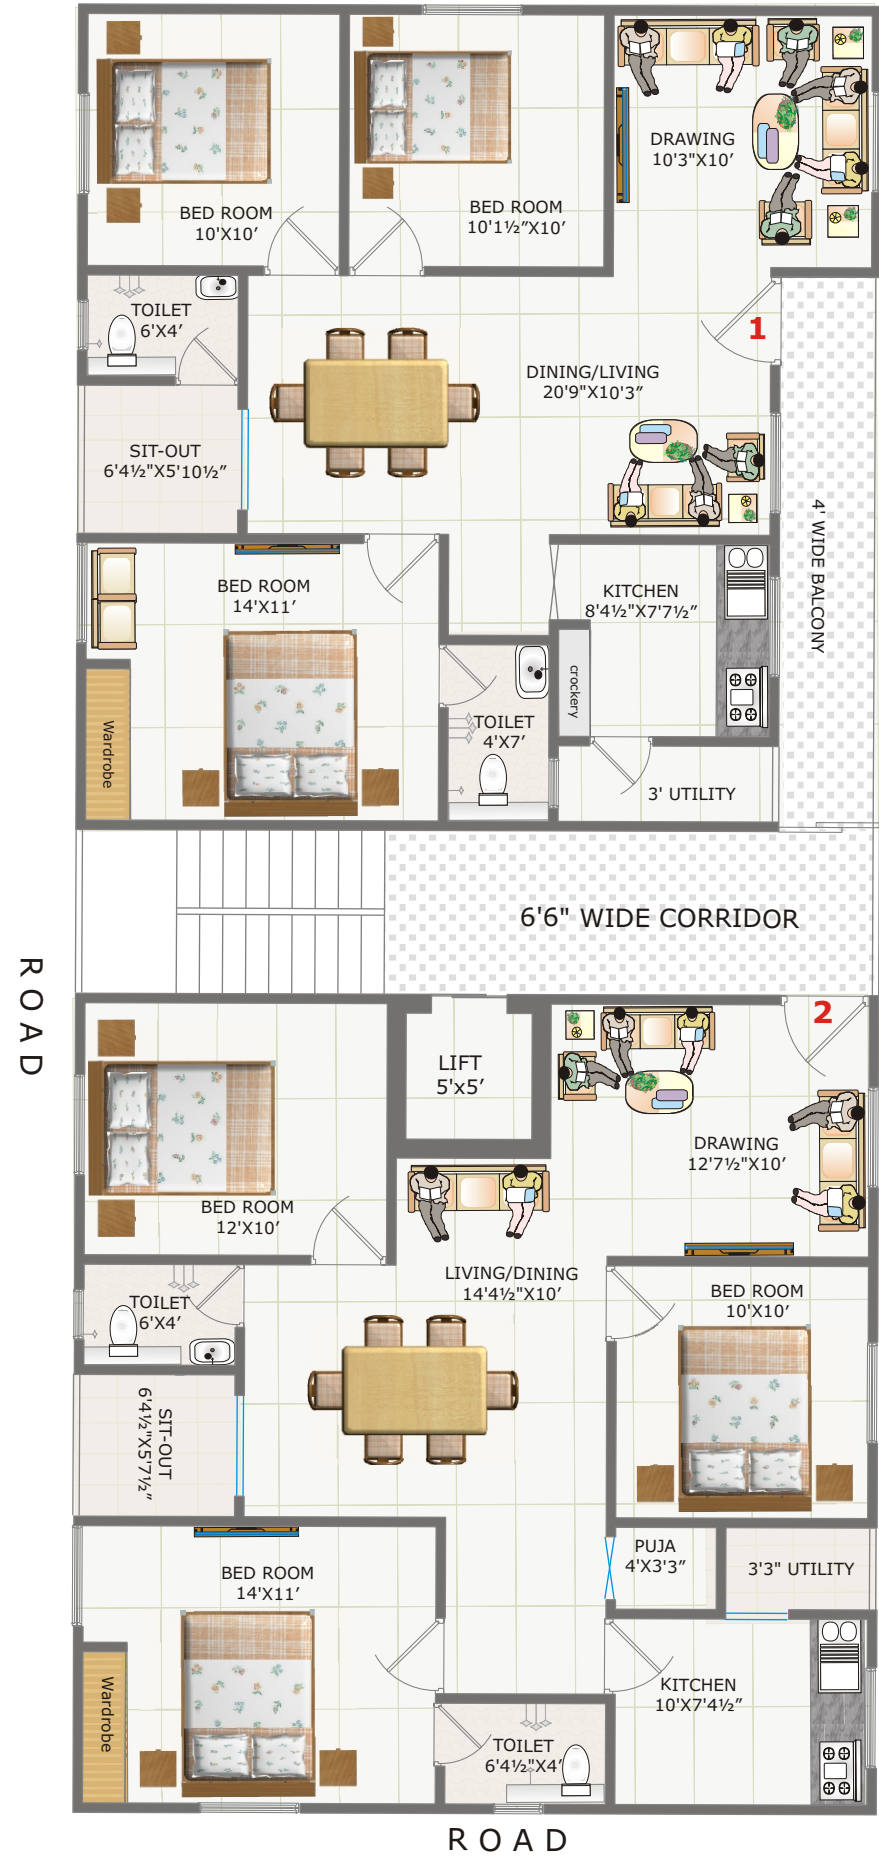 BED ROOM
10'X10'
BED ROOM
10'1½"X10'
DRAWING
10'3"X10'
TOILET
6'X4'
1
DINING/LIVING
20'9"X10'3"
SIT-OUT
6'4½"X5'10½"
4' WIDE BALCONY
BED ROOM
14'X11'
KITCHEN
8'4½"X7'7½"
crockery
Wardrobe
TOILET
4'X7'
3' UTILITY
6'6" WIDE CORRIDOR
ROAD
2
LIFT
5'x5'
DRAWING
12'7½"X10'
BED ROOM
12'X10'
LIVING/DINING
14'4½"X10'
TOILET
6'X4'
BED ROOM
10'X10'
SIT-OUT
6'4½"X5'7½"
PUJA
4'X3'3"
3'3" UTILITY
BED ROOM
14'X11'
Wardrobe
KITCHEN
10'X7'4½"
TOILET
6'4½"X4'
ROAD